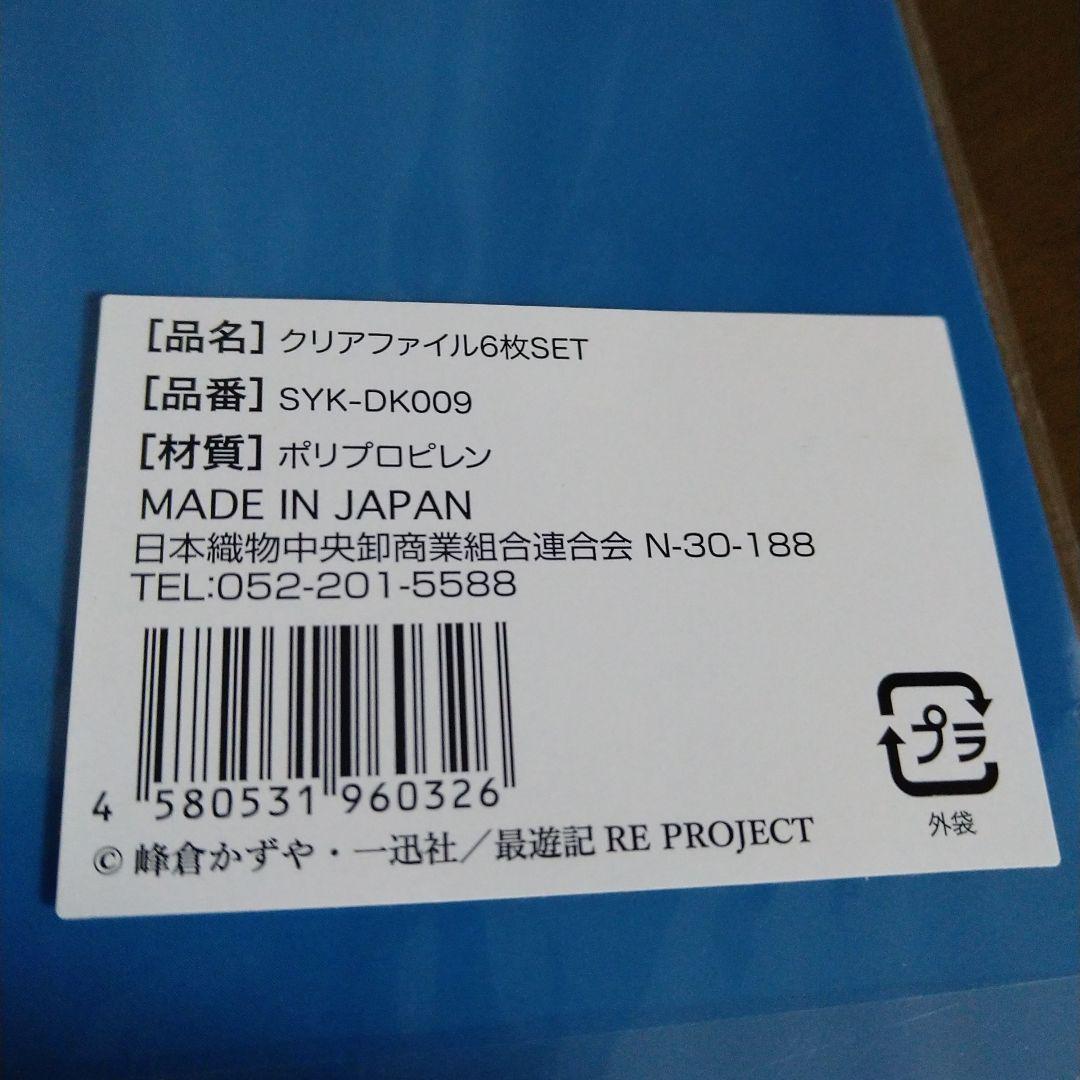 [品名] クリアファイル6枚SET
[品番] SYK-DK009
[材質] ポリプロピレン
MADE IN JAPAN
日本織物中央卸商業組合連合会 N-30-188
TEL:052-201-5588
4 580531 960326
プラ
外袋
© 峰倉かずや・一迅社／最遊記 RE PROJECT